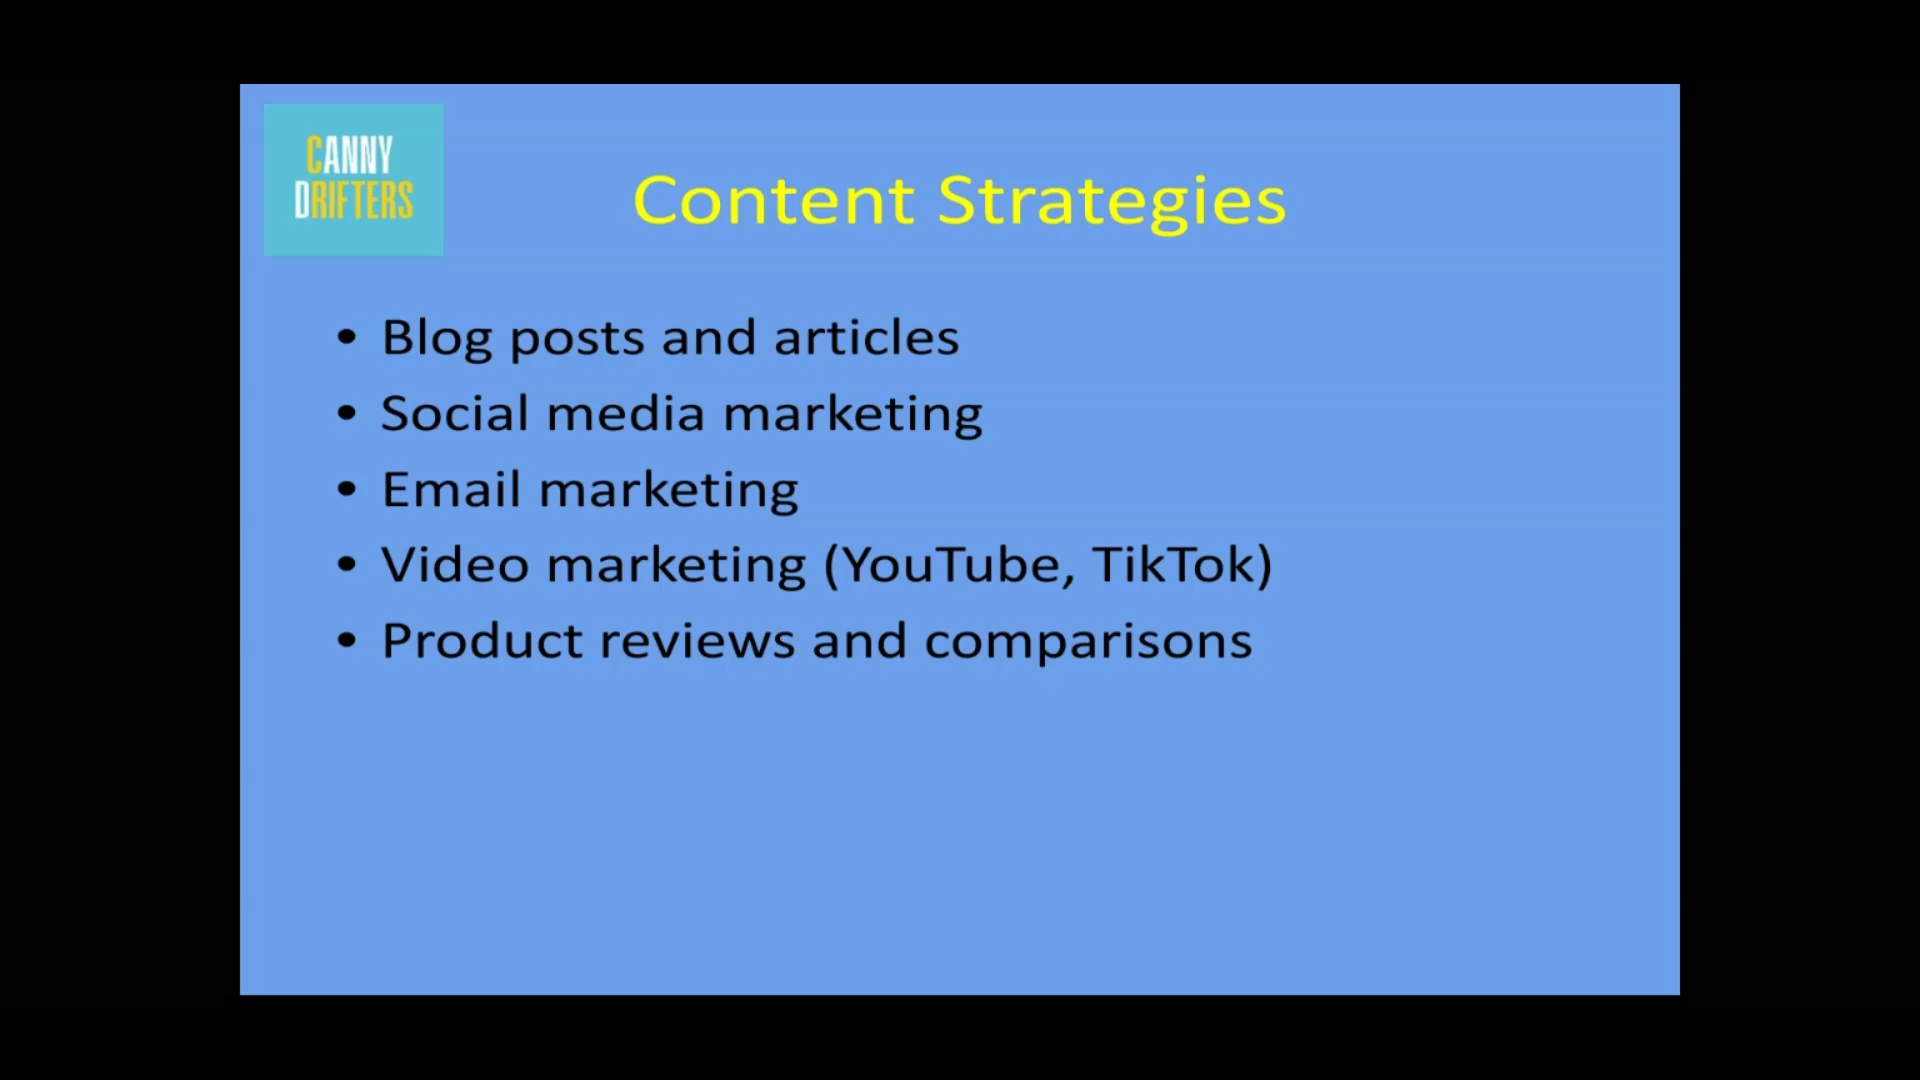 CANNY
DRIFTERS
Content Strategies
• Blog posts and articles
• Social media marketing
• Email marketing
• Video marketing (YouTube, TikTok)
• Product reviews and comparisons